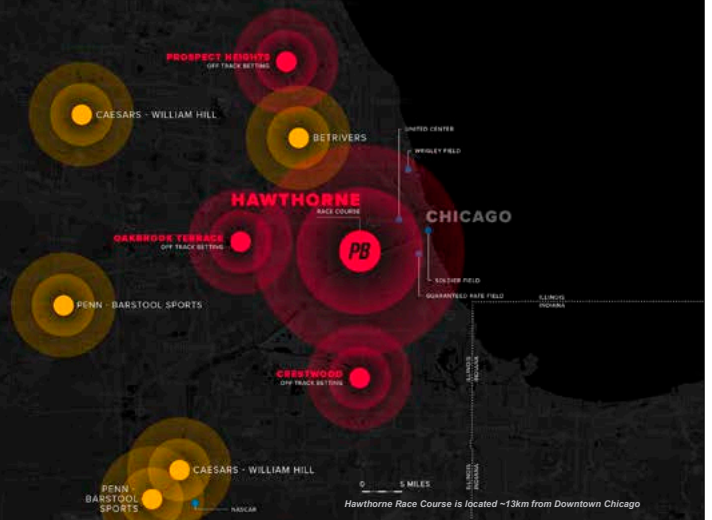 PROSPECT HEIGHTS
OFF TRACK BETTING
CAESARS - WILLIAM HILL
BETRIVERS
UNITED CENTER
WRIGLEY FIELD
HAWTHORNE
RACE COURSE
CHICAGO
PB
OAKBROOK TERRACE
OFF TRACK BETTING
SOLDIER FIELD
GUARANTEED RATE FIELD
PENN - BARSTOOL SPORTS
ILLINOIS
INDIANA
ILLINOIS
INDIANA
CRESTWOOD
OFF TRACK BETTING
CAESARS - WILLIAM HILL
PENN -
BARSTOOL
SPORTS
NASCAR
ILLINOIS
INDIANA
0 5 MILES
Hawthorne Race Course is located ~13km from Downtown Chicago